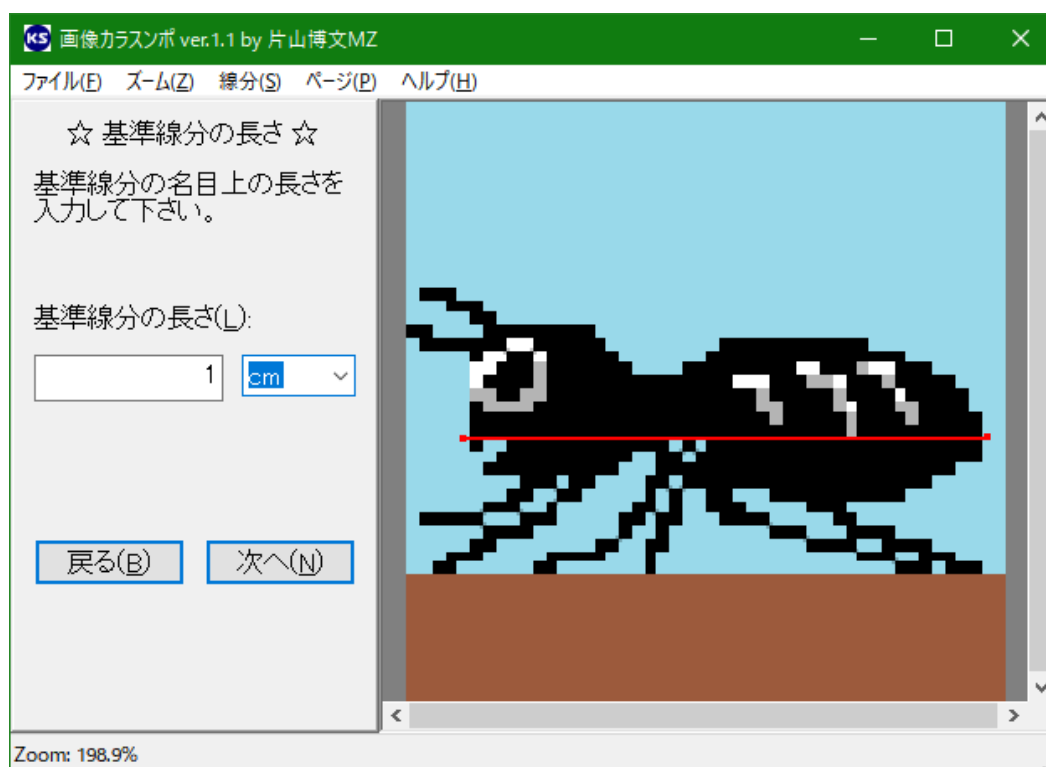 KS 画像カラスンポ ver.1.1 by 片山博文MZ
ファイル(F) ズーム(Z) 線分(S) ページ(P) ヘルプ(H)
☆ 基準線分の長さ ☆
基準線分の名目上の長さを
入力して下さい。
基準線分の長さ(L):
1 cm
戻る(B) 次へ(N)
Zoom: 198.9%